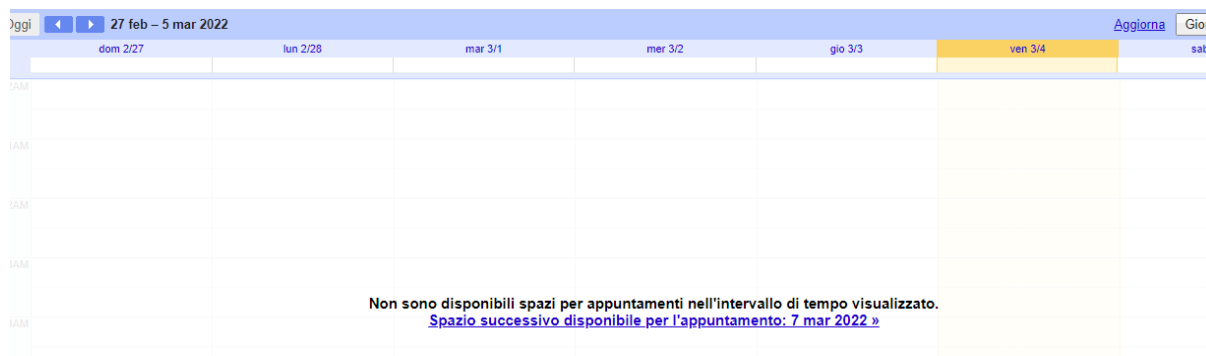 Oggi 27 feb – 5 mar 2022 Aggiorna
dom 2/27 lun 2/28 mar 3/1 mer 3/2 gio 3/3 ven 3/4
Non sono disponibili spazi per appuntamenti nell'intervallo di tempo visualizzato.
Spazio successivo disponibile per l'appuntamento: 7 mar 2022 »